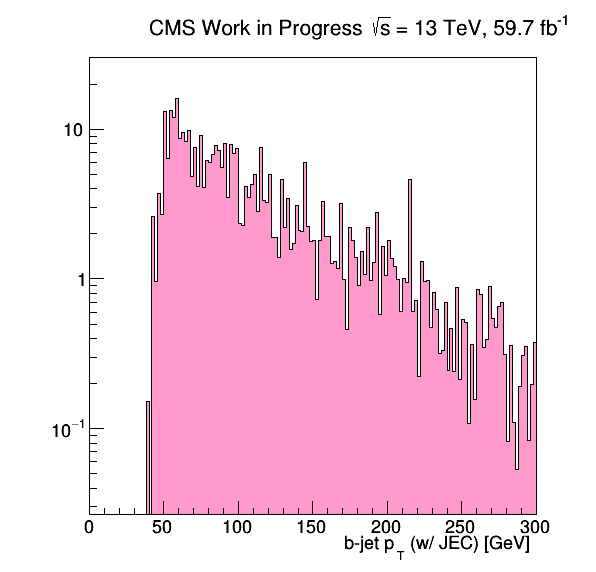 CMS Work in Progress √s = 13 TeV, 59.7 fb⁻¹
10
1
10⁻¹
0 50 100 150 200 250 300
b-jet p_T (w/ JEC) [GeV]